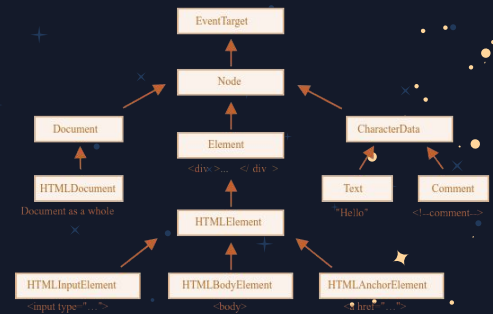 EventTarget
Node
Document
CharacterData
Element
<div >... </ div >
HTMLDocument
Text
Comment
Document as a whole
"Hello"
<!--comment-->
HTMLElement
HTMLInputElement
HTMLBodyElement
HTMLAnchorElement
<input type="...">
<body>
<a href="...">